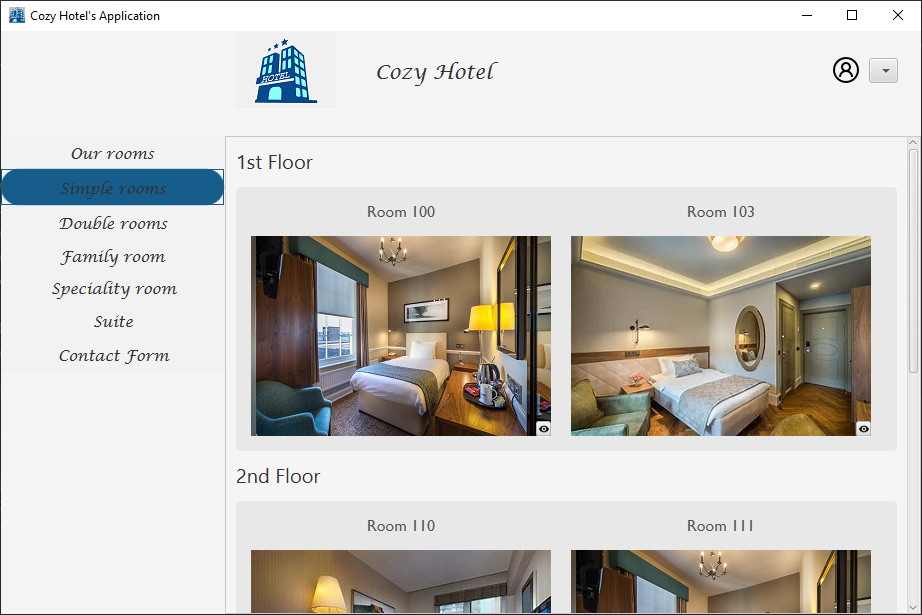 Cozy Hotel's Application
HOTEL
Cozy Hotel
Our rooms
Simple rooms
Double rooms
Family room
Speciality room
Suite
Contact Form
1st Floor
Room 100
Room 103
2nd Floor
Room 110
Room 111